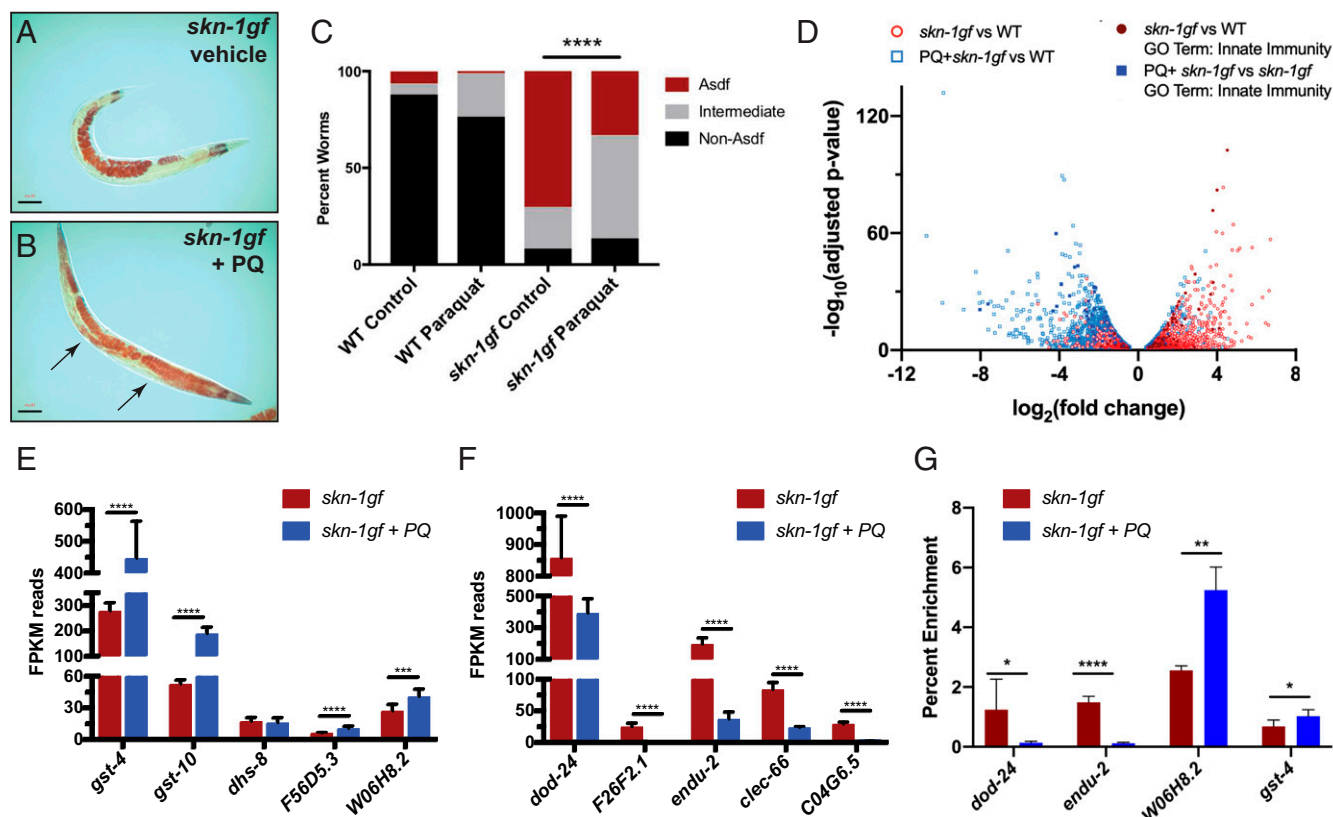 A
skn-1gf
vehicle
B
skn-1gf
+ PQ
C
****
100
50
0
Percent Worms
Asdf
Intermediate
Non-Asdf
WT Control
WT Paraquat
skn-1gf Control
skn-1gf Paraquat
D
skn-1gf vs WT
PQ+skn-1gf vs WT
skn-1gf vs WT
GO Term: Innate Immunity
PQ+ skn-1gf vs skn-1gf
GO Term: Innate Immunity
120
60
0
-log10(adjusted p-value)
-12
-8
-4
0
4
8
log2(fold change)
E
skn-1gf
skn-1gf + PQ
FPKM reads
600
500
400
300
200
100
60
30
0
****
****
****
***
gst-4
gst-10
dhs-8
F56D5.3
W06H8.2
F
skn-1gf
skn-1gf + PQ
FPKM reads
1000
900
800
500
300
100
100
50
25
0
****
****
****
****
****
dod-24
F26F2.1
endu-2
clec-66
C04G6.5
G
skn-1gf
skn-1gf + PQ
Percent Enrichment
8
6
4
2
0
*
****
**
*
dod-24
endu-2
W06H8.2
gst-4